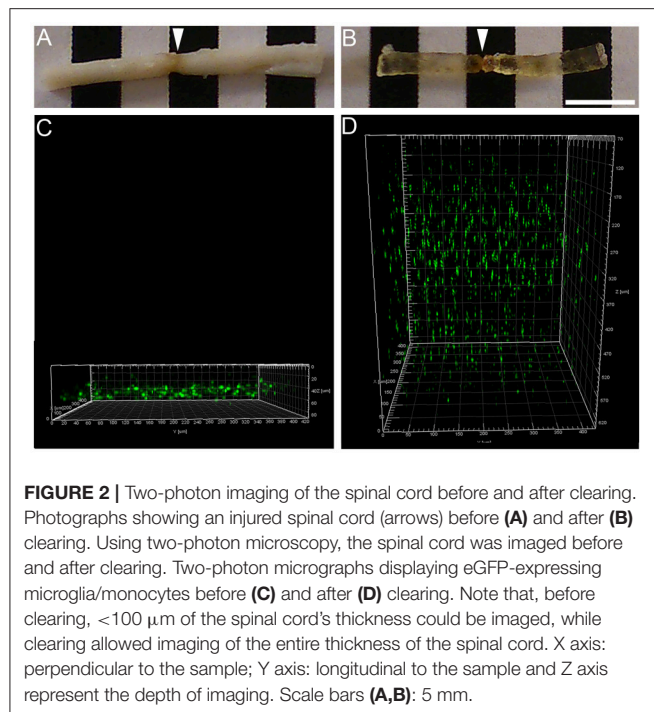 A
B
C
D
FIGURE 2 | Two-photon imaging of the spinal cord before and after clearing.
Photographs showing an injured spinal cord (arrows) before (A) and after (B)
clearing. Using two-photon microscopy, the spinal cord was imaged before
and after clearing. Two-photon micrographs displaying eGFP-expressing
microglia/monocytes before (C) and after (D) clearing. Note that, before
clearing, <100 μm of the spinal cord's thickness could be imaged, while
clearing allowed imaging of the entire thickness of the spinal cord. X axis:
perpendicular to the sample; Y axis: longitudinal to the sample and Z axis
represent the depth of imaging. Scale bars (A,B): 5 mm.